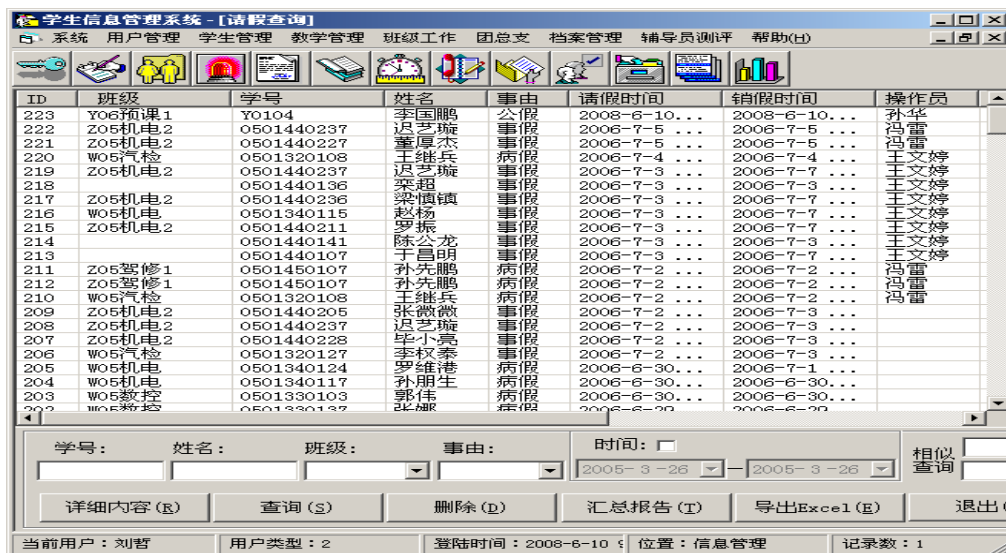 学生信息管理系统 - [请假查询]
系统 用户管理 学生管理 教学管理 班级工作 团总支 档案管理 辅导员测评 帮助(H)
ID 班级 学号 姓名 事由 请假时间 销假时间 操作员
223 Y06预课1 Y0104 李国鹏 公假 2008-6-10... 2008-6-10... 孙华
222 Z05机电2 0501440237 迟艺璇 事假 2006-7-5 ... 2006-7-5 ... 冯雷
221 Z05机电2 0501440227 董厚杰 事假 2006-7-5 ... 2006-7-5 ... 冯雷
220 W05汽检 0501320108 王继兵 病假 2006-7-4 ... 2006-7-4 ... 王文婷
219 Z05机电2 0501440237 迟艺璇 事假 2006-7-3 ... 2006-7-7 ... 王文婷
218 0501440136 栾超 事假 2006-7-3 ... 2006-7-3 ... 王文婷
217 Z05机电2 0501440236 梁慎镇 事假 2006-7-3 ... 2006-7-7 ... 王文婷
216 W05机电 0501340115 赵杨 事假 2006-7-3 ... 2006-7-7 ... 王文婷
215 Z05机电2 0501440211 罗振 事假 2006-7-3 ... 2006-7-7 ... 王文婷
214 0501440141 陈公龙 事假 2006-7-3 ... 2006-7-3 ... 王文婷
213 0501440107 于昌明 事假 2006-7-3 ... 2006-7-7 ... 王文婷
211 Z05驾修1 0501450107 孙先鹏 病假 2006-7-2 ... 2006-7-2 ... 冯雷
212 Z05驾修1 0501450107 孙先鹏 病假 2006-7-2 ... 2006-7-2 ... 冯雷
210 W05汽检 0501320108 王继兵 病假 2006-7-2 ... 2006-7-2 ... 冯雷
209 Z05机电2 0501440205 张微微 事假 2006-7-2 ... 2006-7-3 ...
208 Z05机电2 0501440237 迟艺璇 事假 2006-7-2 ... 2006-7-3 ...
207 Z05机电2 0501440228 毕小亮 事假 2006-7-2 ... 2006-7-2 ...
206 W05汽检 0501320127 李权泰 事假 2006-7-2 ... 2006-7-3 ...
205 W05机电 0501340124 罗维港 病假 2006-6-30... 2006-7-1 ...
204 W05机电 0501340117 孙朋生 病假 2006-6-30... 2006-6-30...
203 W05数控 0501330103 郭伟 病假 2006-6-30... 2006-6-30...
202 W05数控 0501330137 张娜 病假 2006-6-29 2006-6-29
学号： 姓名： 班级： 事由： 时间：
2005- 3 -26 — 2005- 3 -26
相似
查询
详细内容(R) 查询(S) 删除(D) 汇总报告(T) 导出Excel(E) 退出(
当前用户：刘哲 用户类型：2 登陆时间：2008-6-10 9 位置：信息管理 记录数：1